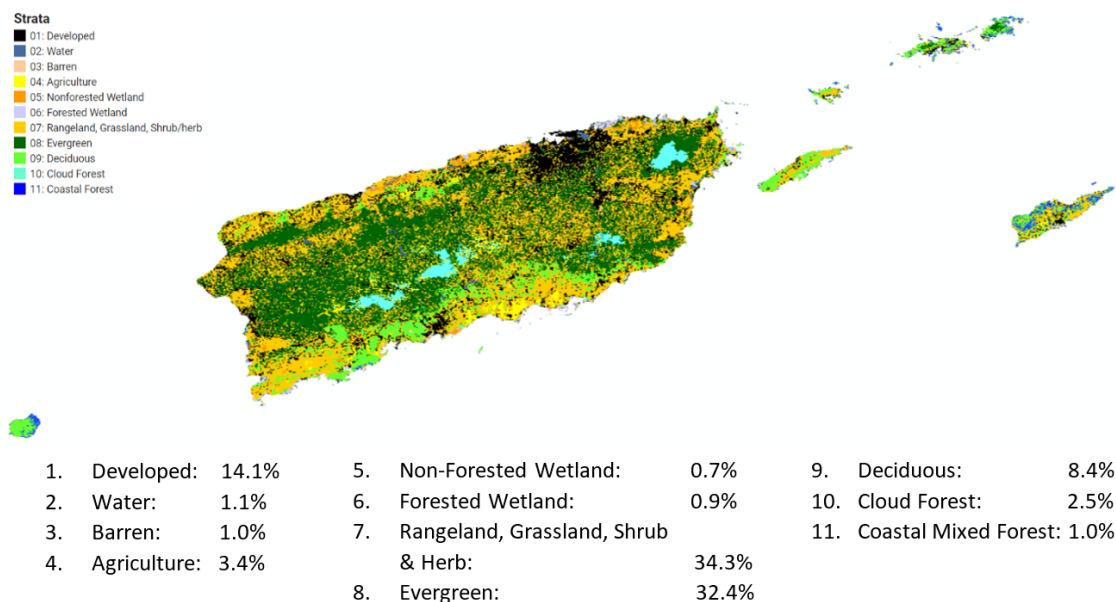 Strata
01: Developed
02: Water
03: Barren
04: Agriculture
05: Nonforested Wetland
06: Forested Wetland
07: Rangeland, Grassland, Shrub/herb
08: Evergreen
09: Deciduous
10: Cloud Forest
11: Coastal Forest
1. Developed: 14.1%
2. Water: 1.1%
3. Barren: 1.0%
4. Agriculture: 3.4%
5. Non-Forested Wetland: 0.7%
6. Forested Wetland: 0.9%
7. Rangeland, Grassland, Shrub
& Herb: 34.3%
8. Evergreen: 32.4%
9. Deciduous: 8.4%
10. Cloud Forest: 2.5%
11. Coastal Mixed Forest: 1.0%